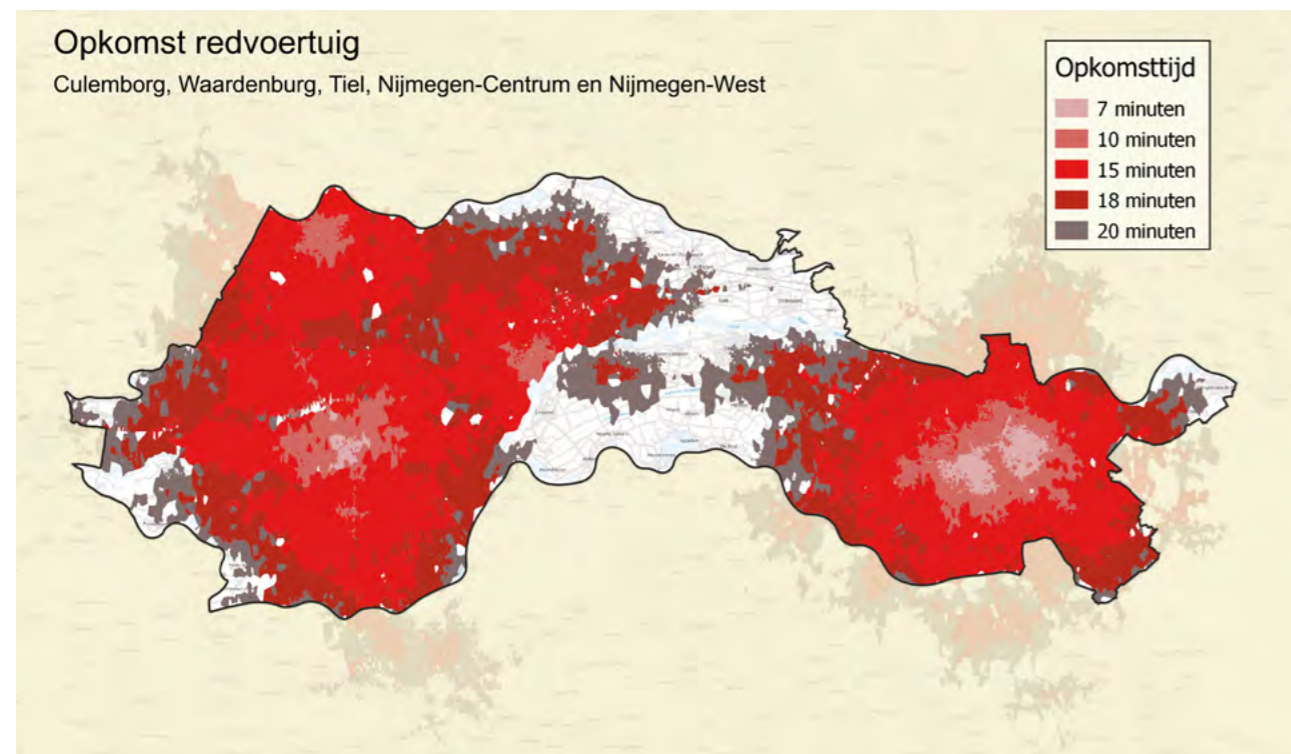 Opkomst redvoertuig
Culemborg, Waardenburg, Tiel, Nijmegen-Centrum en Nijmegen-West
Opkomsttijd
7 minuten
10 minuten
15 minuten
18 minuten
20 minuten